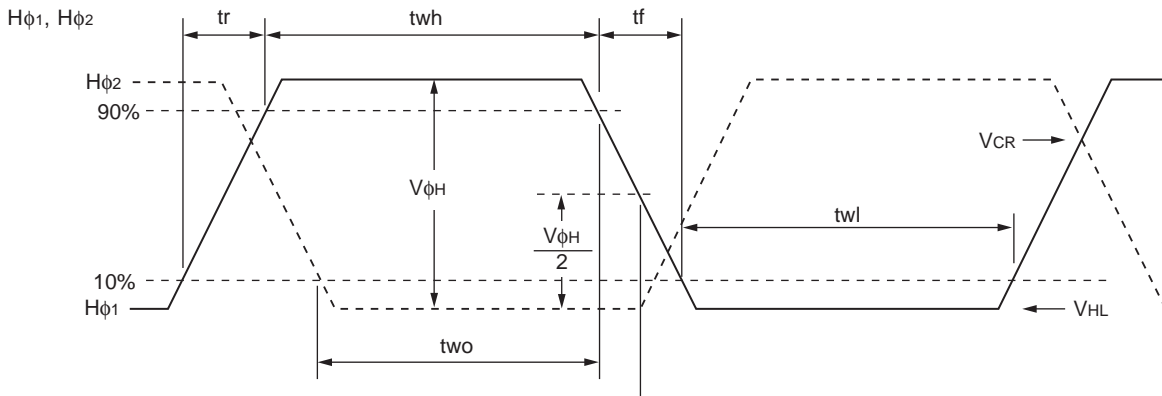 Hϕ1, Hϕ2
tr
twh
tf
Hϕ2
90%
VCR
VϕH
twl
VϕH
2
10%
Hϕ1
VHL
two